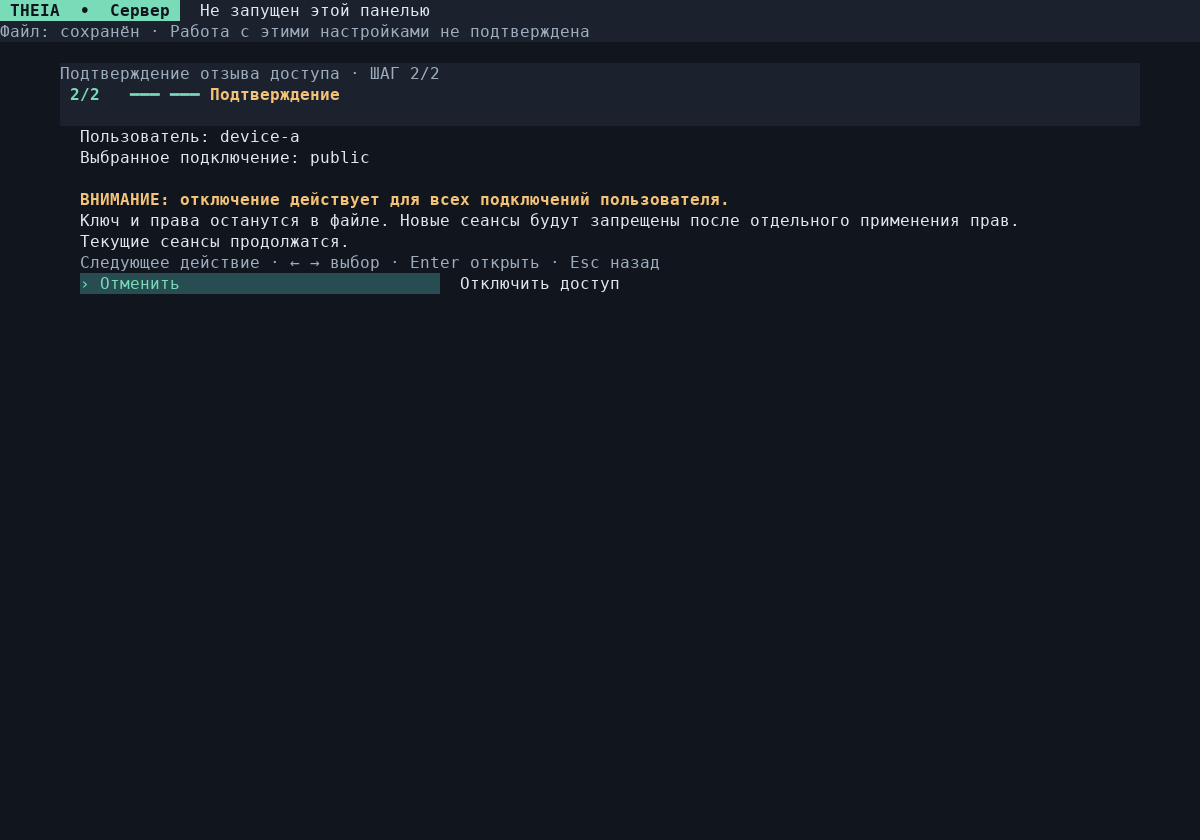 THEIA • Сервер Не запущен этой панелью
Файл: сохранён · Работа с этими настройками не подтверждена
Подтверждение отзыва доступа · ШАГ 2/2
2/2 ━━━ ━━━ Подтверждение
Пользователь: device-a
Выбранное подключение: public
ВНИМАНИЕ: отключение действует для всех подключений пользователя.
Ключ и права останутся в файле. Новые сеансы будут запрещены после отдельного применения прав.
Текущие сеансы продолжатся.
Следующее действие · ← → выбор · Enter открыть · Esc назад
› Отменить Отключить доступ